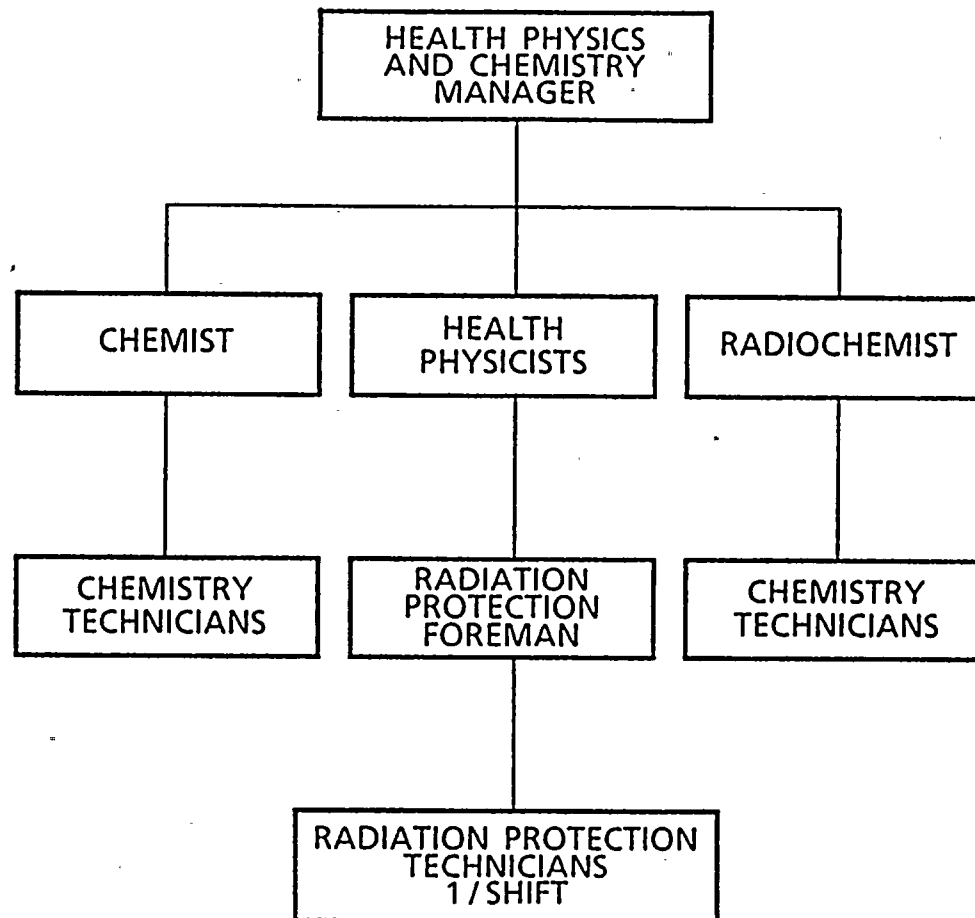 HEALTH PHYSICS
AND CHEMISTRY
MANAGER
CHEMIST
HEALTH
PHYSICISTS
RADIOCHEMIST
CHEMISTRY
TECHNICIANS
RADIATION
PROTECTION
FOREMAN
CHEMISTRY
TECHNICIANS
RADIATION PROTECTION
TECHNICIANS
1/SHIFT